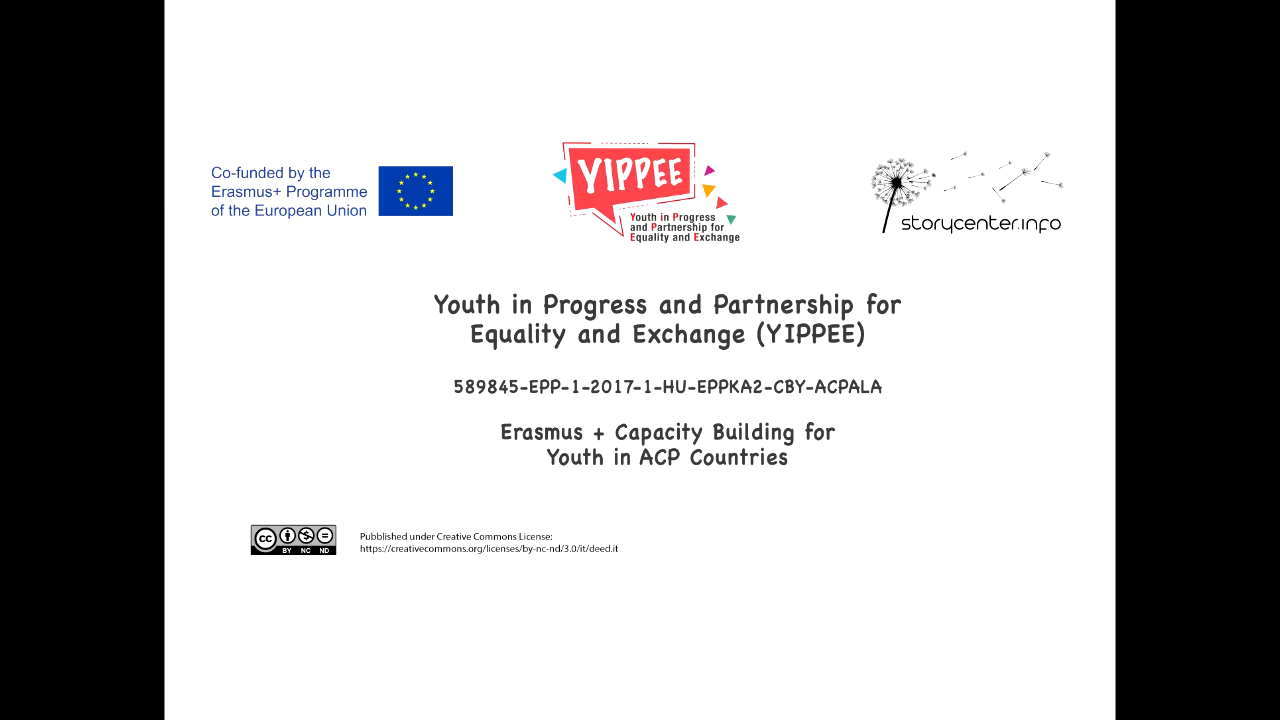 Co-funded by the
Erasmus+ Programme
of the European Union
YIPPEE
Youth in Progress
and Partnership for
Equality and Exchange
storycenter.info
Youth in Progress and Partnership for
Equality and Exchange (YIPPEE)
589845-EPP-1-2017-1-HU-EPPKA2-CBY-ACPALA
Erasmus + Capacity Building for
Youth in ACP Countries
cc
BY NC ND
Pubblished under Creative Commons License:
https://creativecommons.org/licenses/by-nc-nd/3.0/it/deed.it